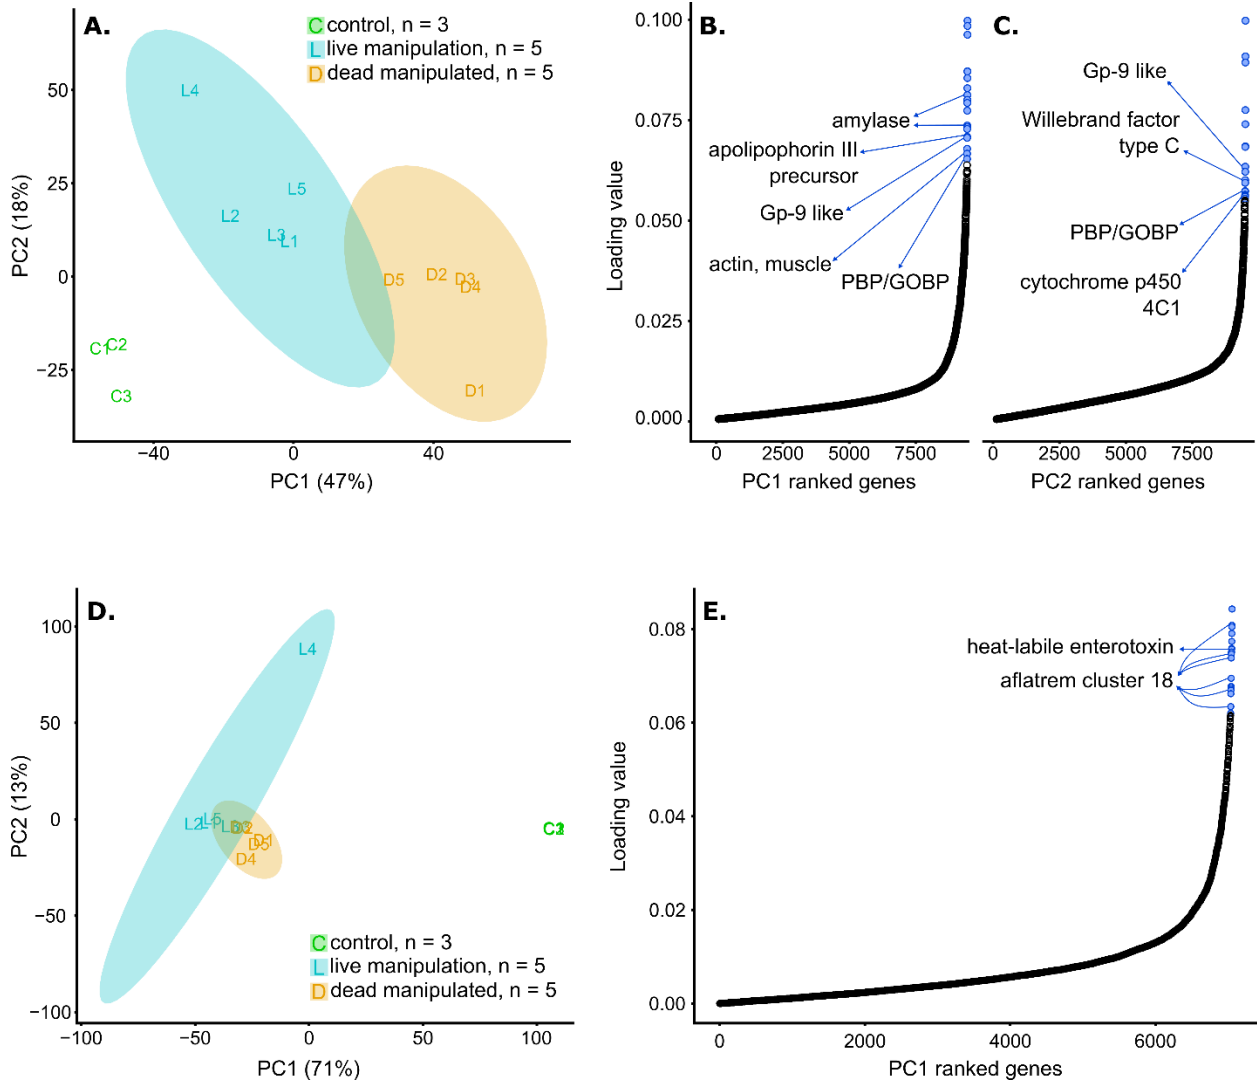 A.
C control, n = 3
L live manipulation, n = 5
D dead manipulated, n = 5
50
25
0
−25
PC2 (18%)
L4
L5
L2
L3
L1
D5
D2
D3
D4
D1
C1
C2
C3
−40
0
40
PC1 (47%)
B.
0.100
0.075
0.050
0.025
0.000
Loading value
amylase
apolipophorin III
precursor
Gp-9 like
actin, muscle
PBP/GOBP
0
2500
5000
7500
PC1 ranked genes
C.
Gp-9 like
Willebrand factor
type C
PBP/GOBP
cytochrome p450
4C1
0
2500
5000
7500
PC2 ranked genes
D.
100
50
0
−50
−100
PC2 (13%)
L4
L2
L5
D1
D5
D4
C control, n = 3
L live manipulation, n = 5
D dead manipulated, n = 5
−100
−50
0
50
100
PC1 (71%)
E.
0.08
0.06
0.04
0.02
0.00
Loading value
heat-labile enterotoxin
aflatrem cluster 18
0
2000
4000
6000
PC1 ranked genes